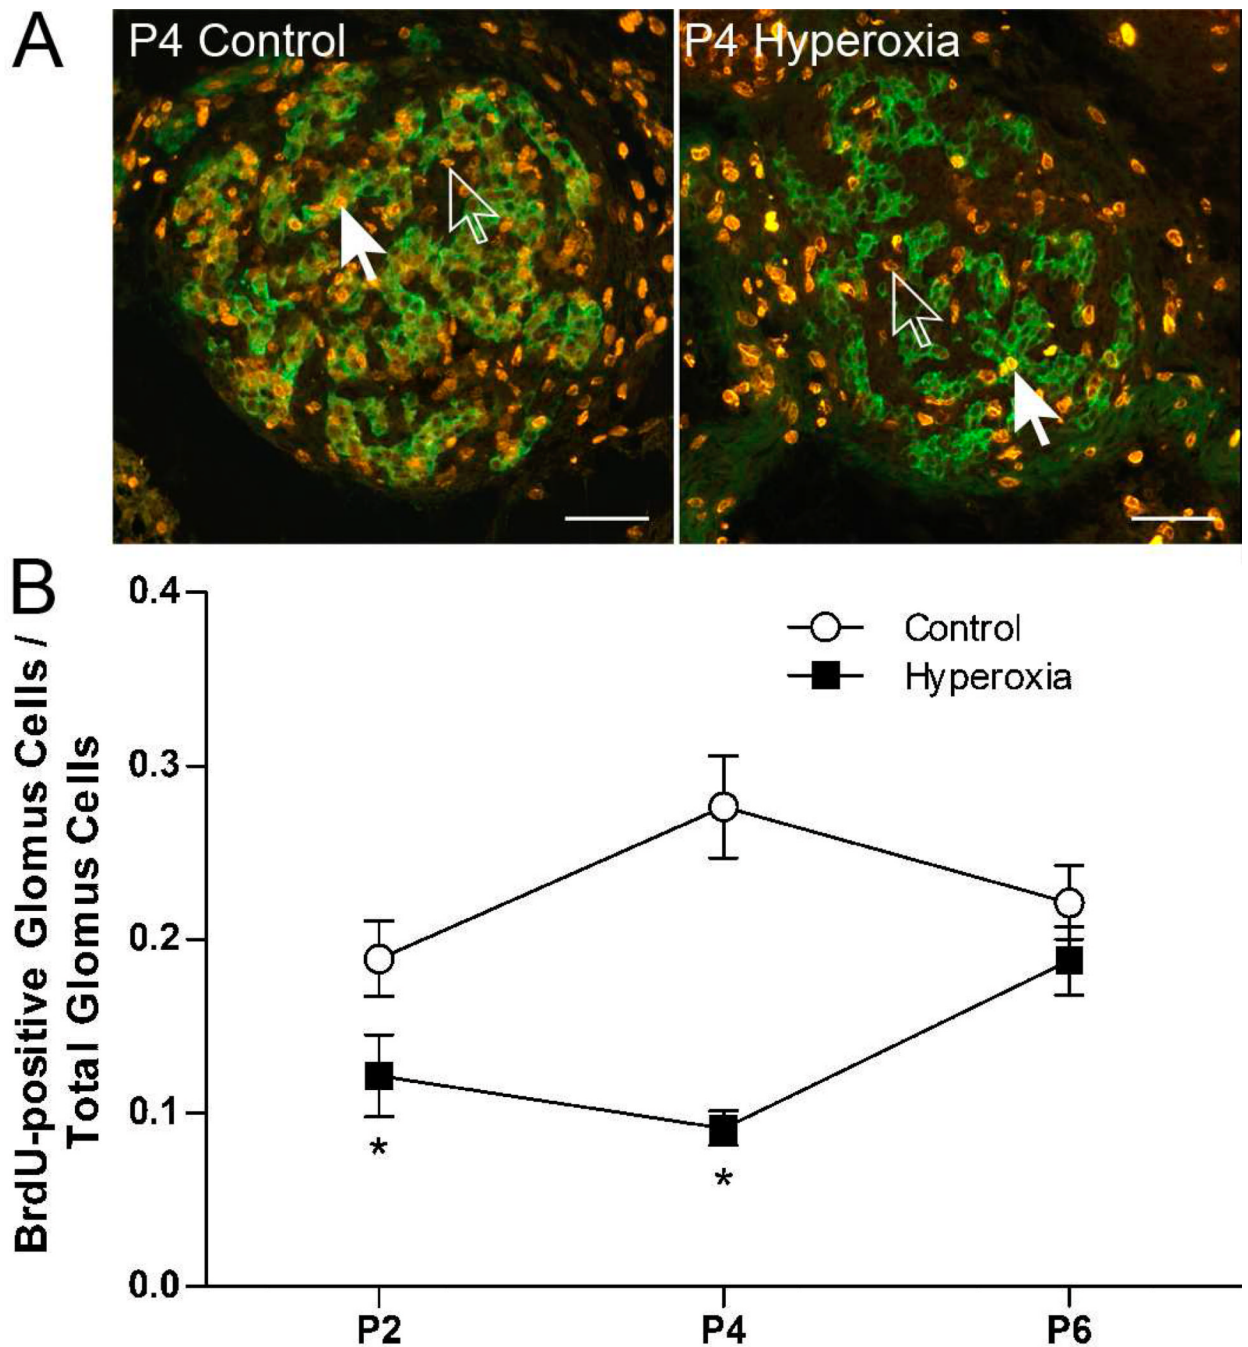 A
P4 Control
P4 Hyperoxia
B
BrdU-positive Glomus Cells /
Total Glomus Cells
0.4
0.3
0.2
0.1
0.0
Control
Hyperoxia
*
*
P2
P4
P6